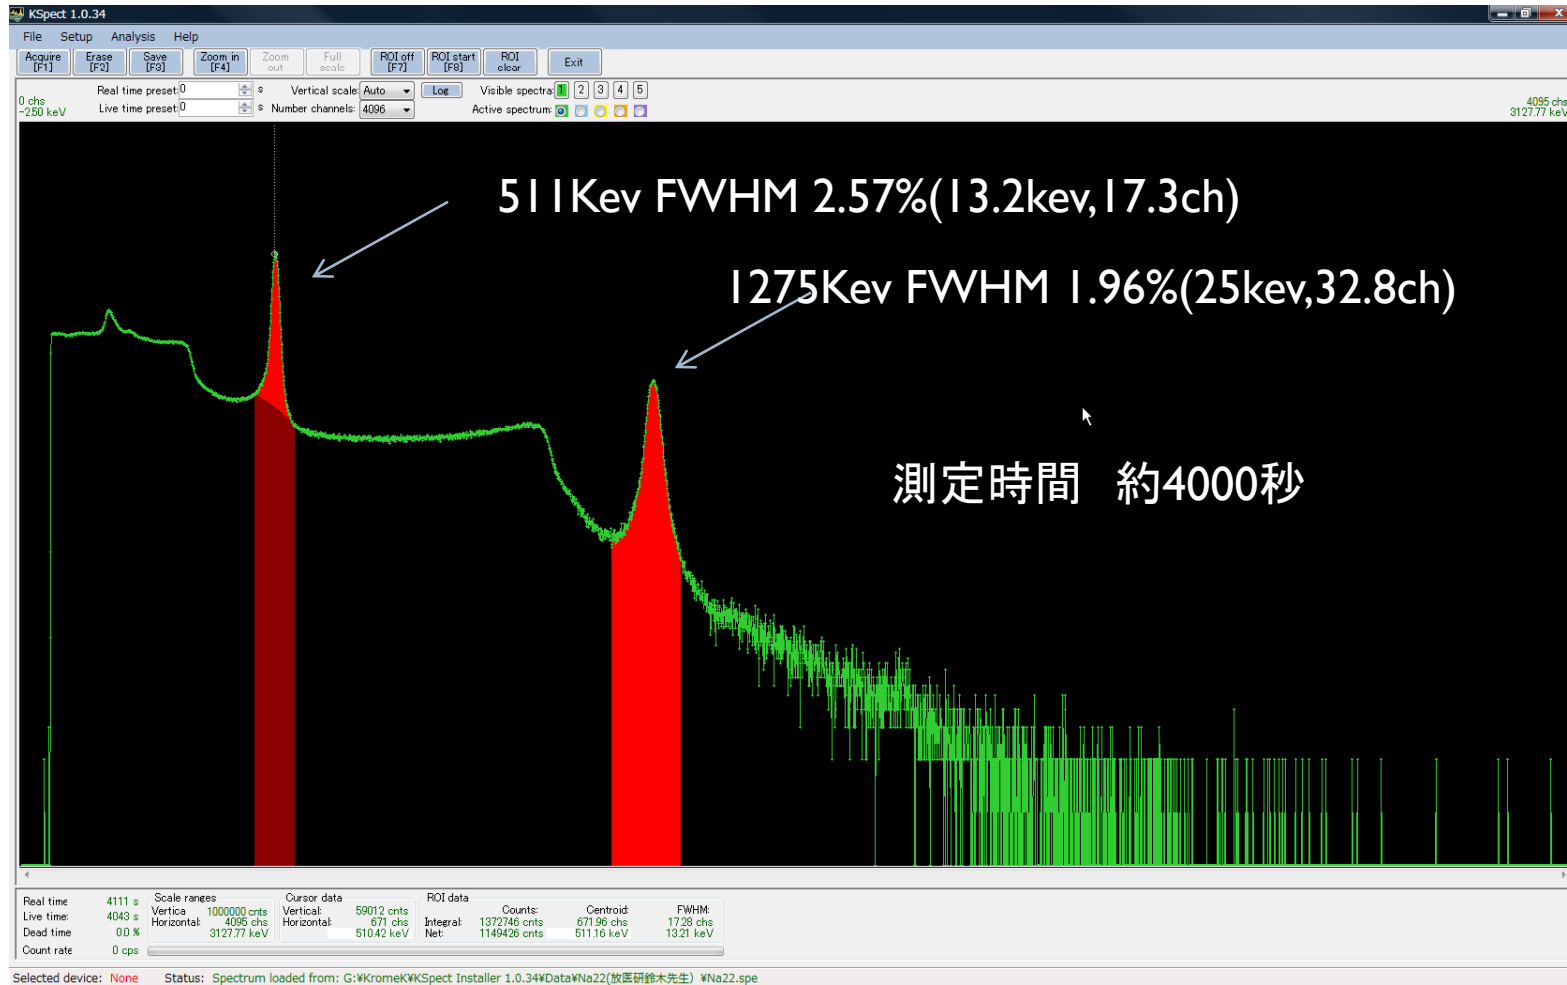 KSpect 1.0.34
File Setup Analysis Help
Acquire [F1] Erase [F2] Save [F3] Zoom in [F4] Zoom out Full scale ROI off [F7] ROI start [F8] ROI clear Exit
Real time preset: 0 s Vertical scale: Auto Log Visible spectra: 1 2 3 4 5
0 chs
-2.50 keV
Live time preset: 0 s Number channels: 4096 Active spectrum:
4095 chs
3127.77 keV
511Kev FWHM 2.57%(13.2kev,17.3ch)
1275Kev FWHM 1.96%(25kev,32.8ch)
測定時間 約4000秒
Real time 4111 s
Live time: 4043 s
Dead time 0.0 %
Count rate 0 cps
Scale ranges
Vertica 1000000 cnts
Horizontal: 4095 chs
3127.77 keV
Cursor data
Vertical: 59012 cnts
Horizontal: 671 chs
510.42 keV
ROI data
Counts: Centroid: FWHM:
Integral: 1372746 cnts 671.96 chs 17.28 chs
Net: 1149426 cnts 511.16 keV 13.21 keV
Selected device: None Status: Spectrum loaded from: G:¥KromeK¥KSpect Installer 1.0.34¥Data¥Na22(放医研鈴木先生) ¥Na22.spe